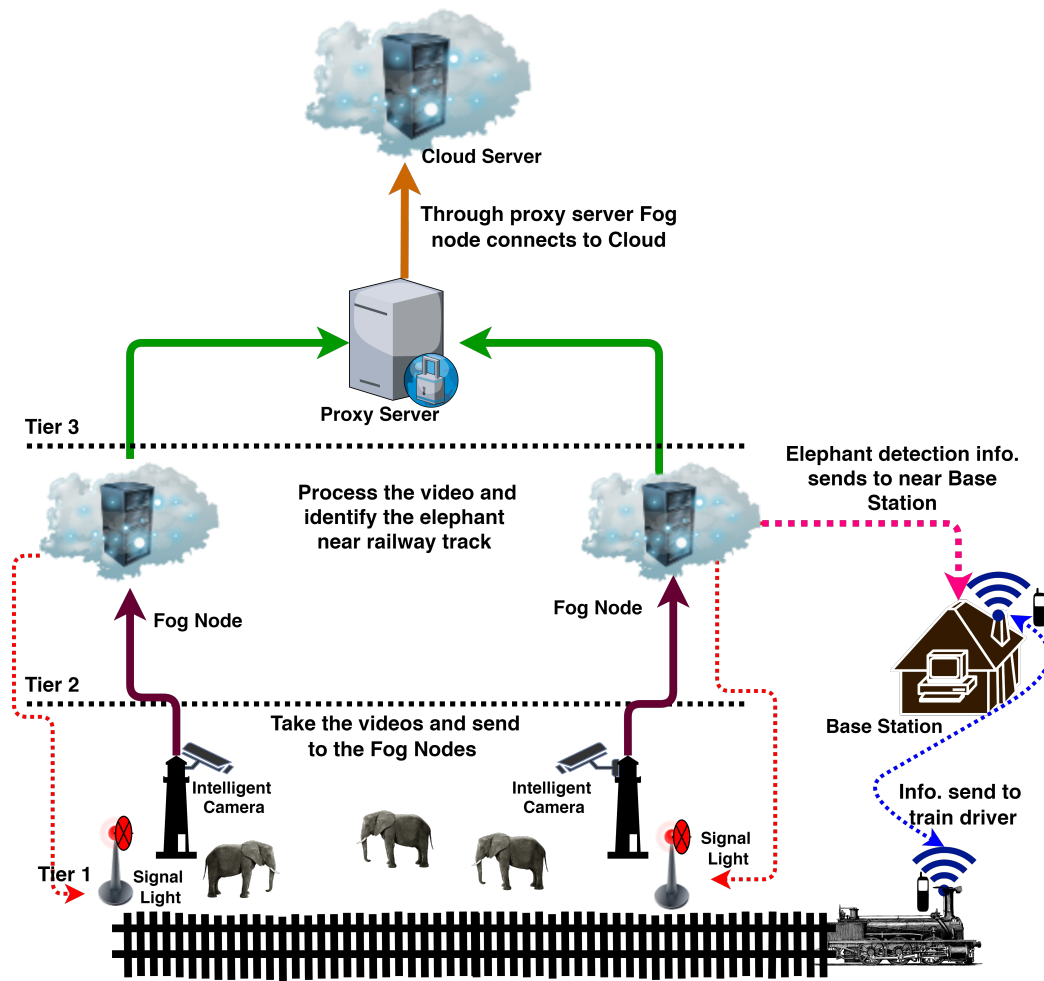 Cloud Server
Through proxy server Fog
node connects to Cloud
Proxy Server
Tier 3
Process the video and
identify the elephant
near railway track
Elephant detection info.
sends to near Base
Station
Fog Node
Fog Node
Tier 2
Take the videos and send
to the Fog Nodes
Base Station
Intelligent
Camera
Intelligent
Camera
Info. send to
train driver
Tier 1
Signal
Light
Signal
Light